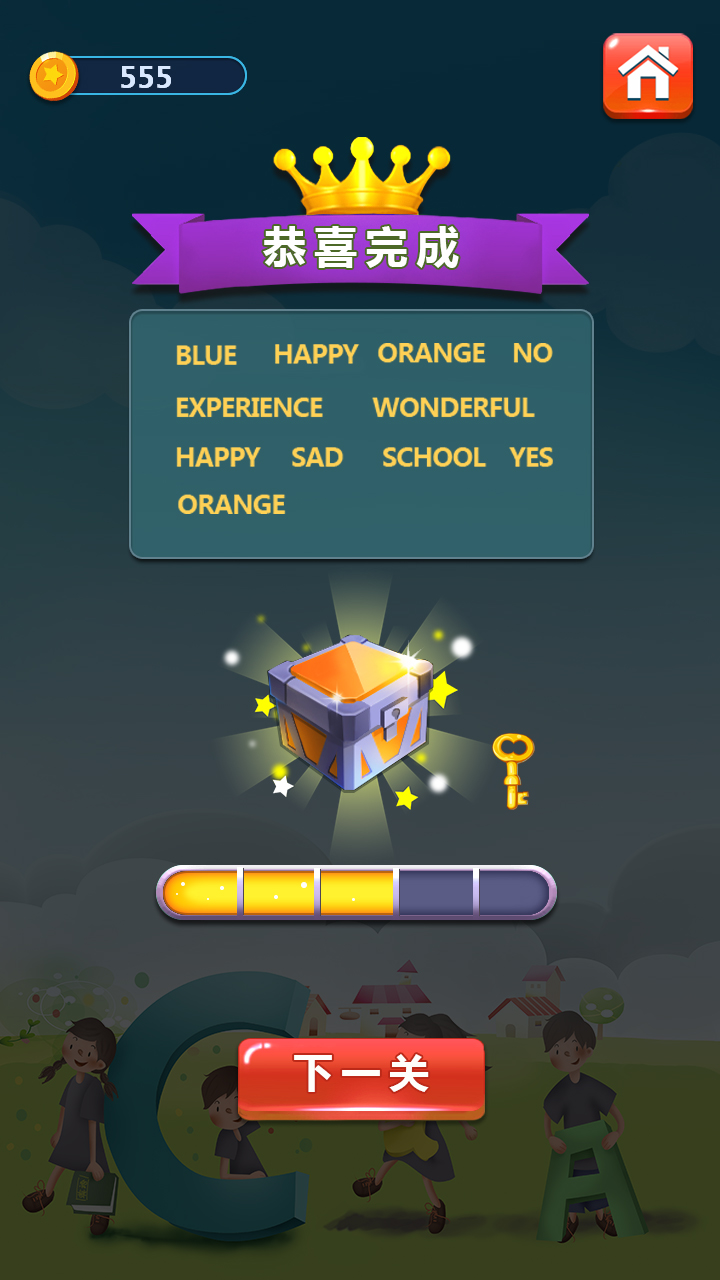 555
恭喜完成
BLUE HAPPY ORANGE NO
EXPERIENCE WONDERFUL
HAPPY SAD SCHOOL YES
ORANGE
下一关
C
A